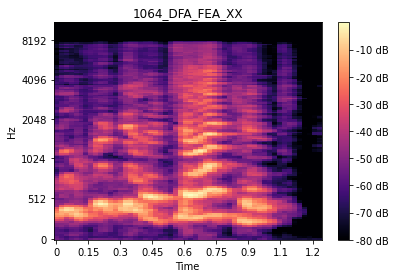 1064_DFA_FEA_XX
8192
4096
2048
1024
512
0
Hz
0 0.15 0.3 0.45 0.6 0.75 0.9 1.1 1.2
Time
-10 dB
-20 dB
-30 dB
-40 dB
-50 dB
-60 dB
-70 dB
-80 dB